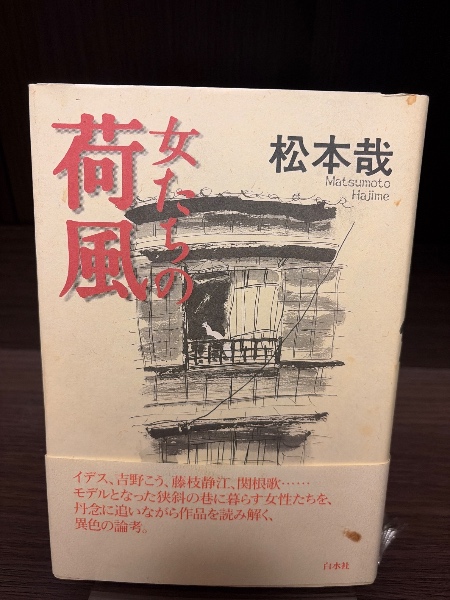 女たちの
荷風
松本哉
Matsumoto
Hajime
イデス、吉野こう、藤枝静江、関根歌……
モデルとなった狭斜の巷に暮らす女性たちを、
丹念に追いながら作品を読み解く、
異色の論考。
白水社